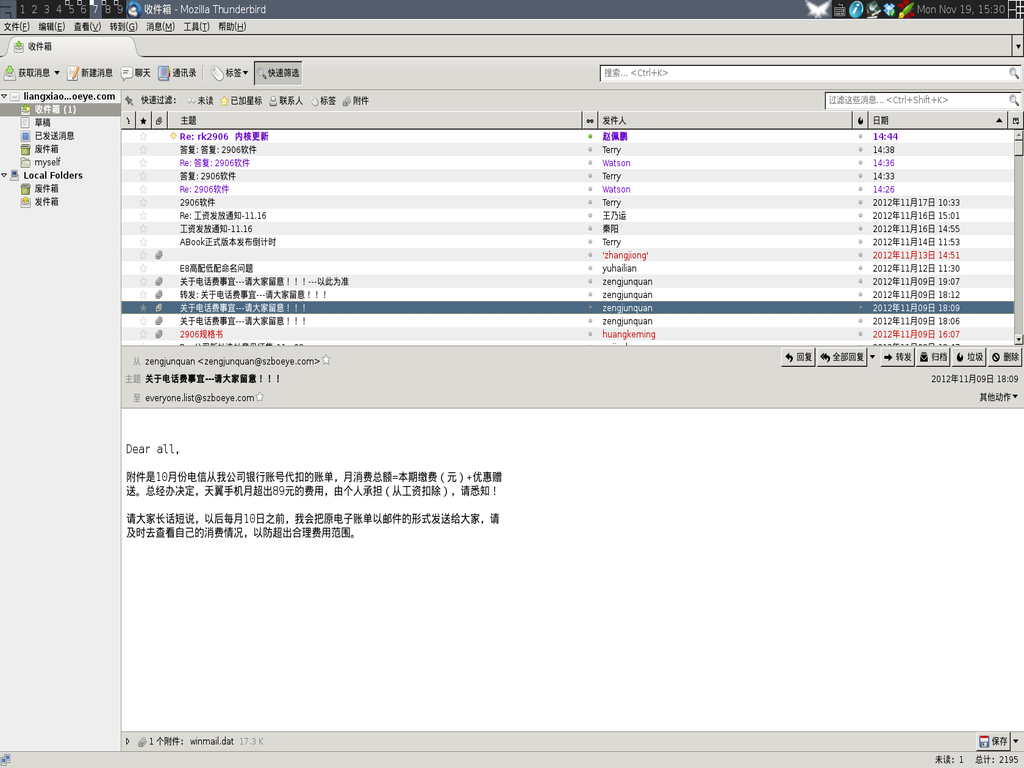 1 2 3 4 5 6 7 8 9 收件箱 - Mozilla Thunderbird Mon Nov 19, 15:30
文件(F) 编辑(E) 查看(V) 转到(G) 消息(M) 工具(T) 帮助(H)
收件箱
获取消息 新建消息 聊天 通讯录 标签 快速筛选 搜索... <Ctrl+K>
liangxiao...oeye.com
收件箱 (1)
草稿
已发送消息
废件箱
myself
Local Folders
废件箱
发件箱
快速过滤: 未读 已加星标 联系人 标签 附件 过滤这些消息... <Ctrl+Shift+K>
主题 发件人 日期
Re: rk2906 内核更新 赵佩鹏 14:44
答复: 答复: 2906软件 Terry 14:38
Re: 答复: 2906软件 Watson 14:36
答复: 2906软件 Terry 14:33
Re: 2906软件 Watson 14:26
2906软件 Terry 2012年11月17日 10:33
Re: 工资发放通知-11.16 王乃运 2012年11月16日 15:01
工资发放通知-11.16 秦阳 2012年11月16日 14:55
ABook正式版本发布倒计时 Terry 2012年11月14日 11:53
'zhangjiong' 2012年11月13日 14:51
E8高配低配命名问题 yuhailian 2012年11月12日 11:30
关于电话费事宜---请大家留意！！！---以此为准 zengjunquan 2012年11月09日 19:07
转发: 关于电话费事宜---请大家留意！！！ zengjunquan 2012年11月09日 18:12
关于电话费事宜---请大家留意！！！ zengjunquan 2012年11月09日 18:09
关于电话费事宜---请大家留意！！！ zengjunquan 2012年11月09日 18:06
2906规格书 huangkeming 2012年11月09日 16:07
从 zengjunquan <zengjunquan@szboeye.com> 回复 全部回复 转发 归档 垃圾 删除
主题 关于电话费事宜---请大家留意！！！ 2012年11月09日 18:09
至 everyone.list@szboeye.com 其他动作
Dear all,
附件是10月份电信从我公司银行账号代扣的账单，月消费总额=本期缴费（元）+优惠赠
送。总经办决定，天翼手机月超出89元的费用，由个人承担（从工资扣除），请悉知！
请大家长话短说，以后每月10日之前，我会把原电子账单以邮件的形式发送给大家，请
及时去查看自己的消费情况，以防超出合理费用范围。
1 个附件: winmail.dat 17.3 K 保存
未读: 1 总计: 2195